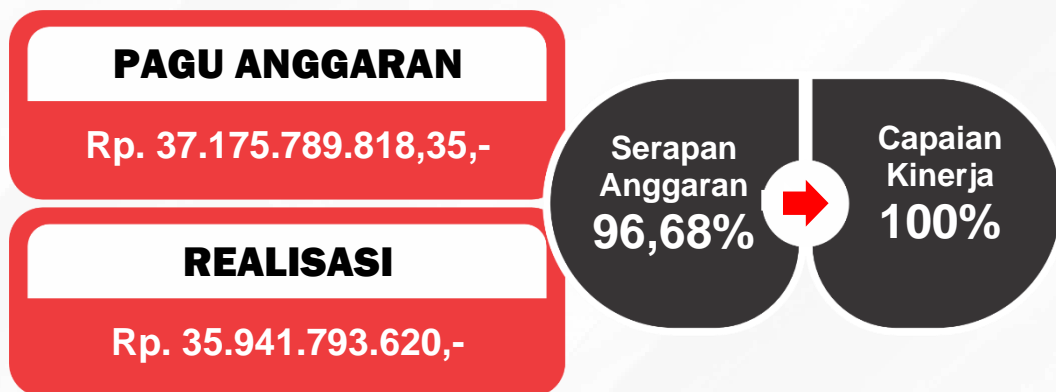 PAGU ANGGARAN
Rp. 37.175.789.818,35,-
REALISASI
Rp. 35.941.793.620,-
Serapan
Anggaran
96,68%
Capaian
Kinerja
100%